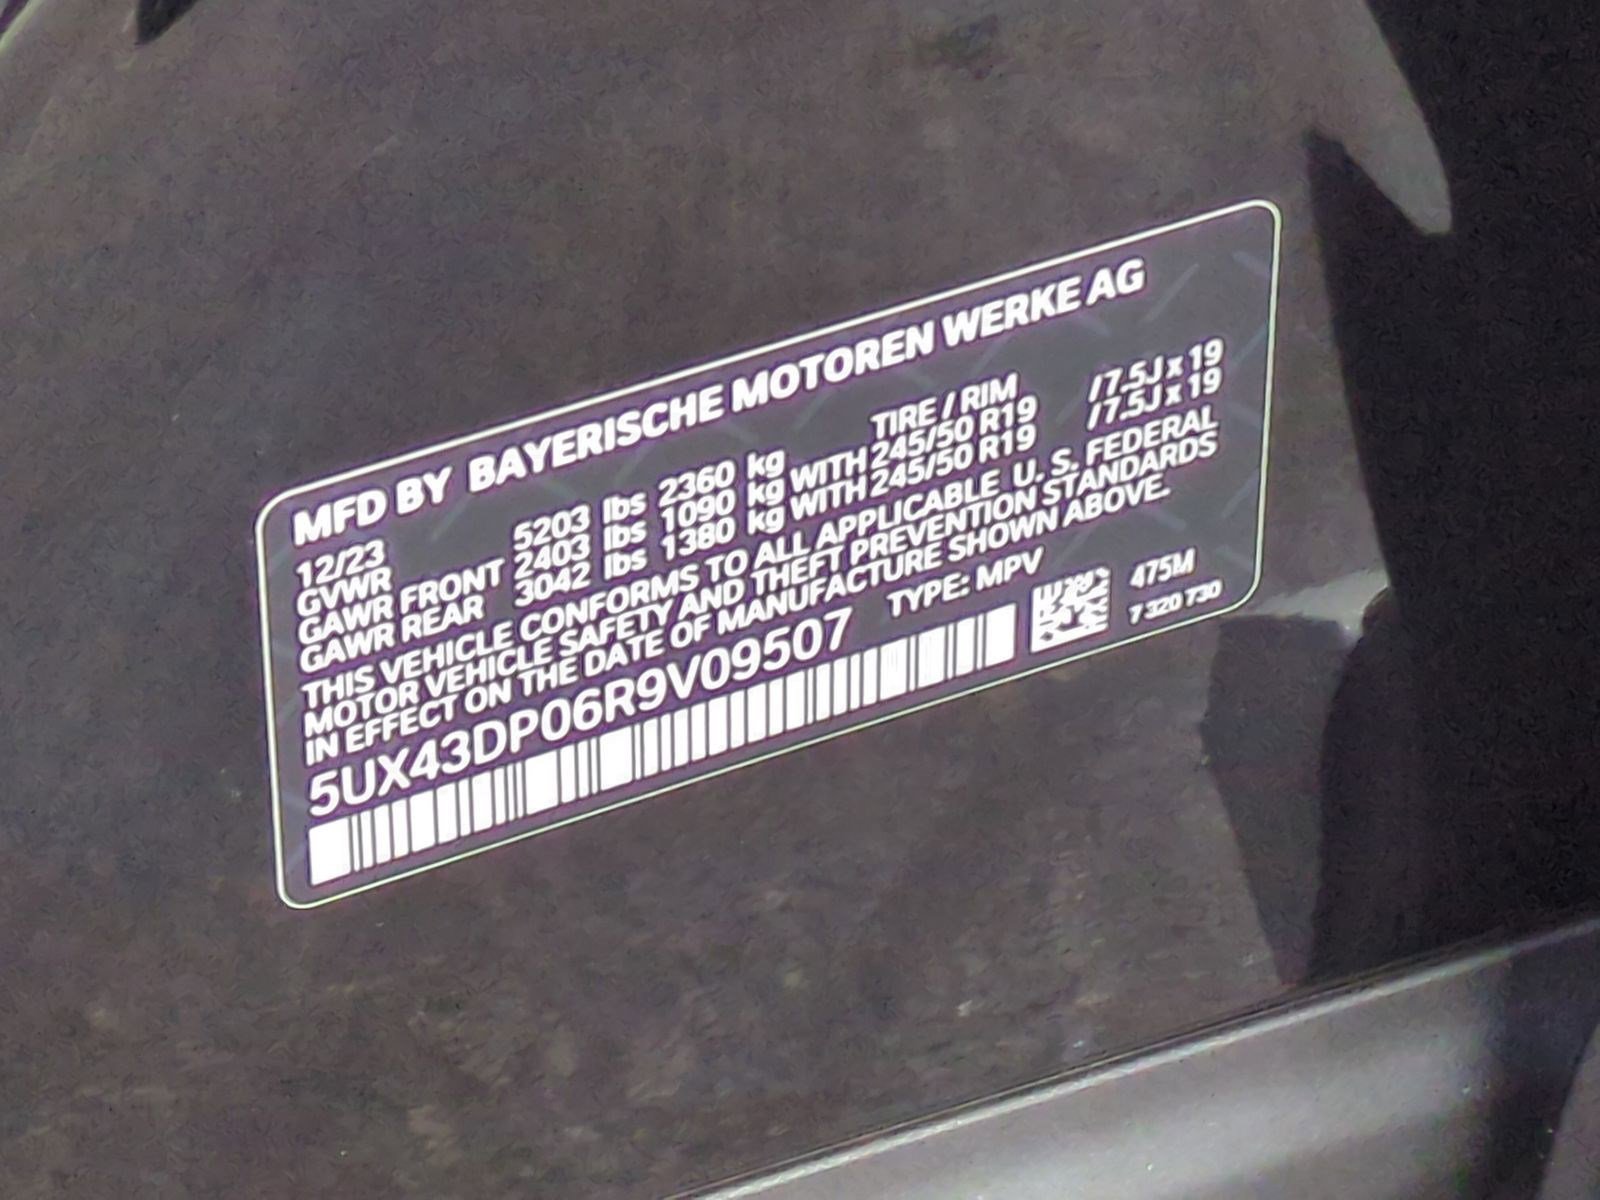 MFD BY BAYERISCHE MOTOREN WERKE AG
12/23
TIRE / RIM
GVWR 5203 lbs 2360 kg
GAWR FRONT 2403 lbs 1090 kg WITH 245/50 R19 / 7.5J x 19
GAWR REAR 3042 lbs 1380 kg WITH 245/50 R19 / 7.5J x 19
THIS VEHICLE CONFORMS TO ALL APPLICABLE U. S. FEDERAL
MOTOR VEHICLE SAFETY AND THEFT PREVENTION STANDARDS
IN EFFECT ON THE DATE OF MANUFACTURE SHOWN ABOVE.
5UX43DP06R9V09507 TYPE: MPV
475M
7 320 730